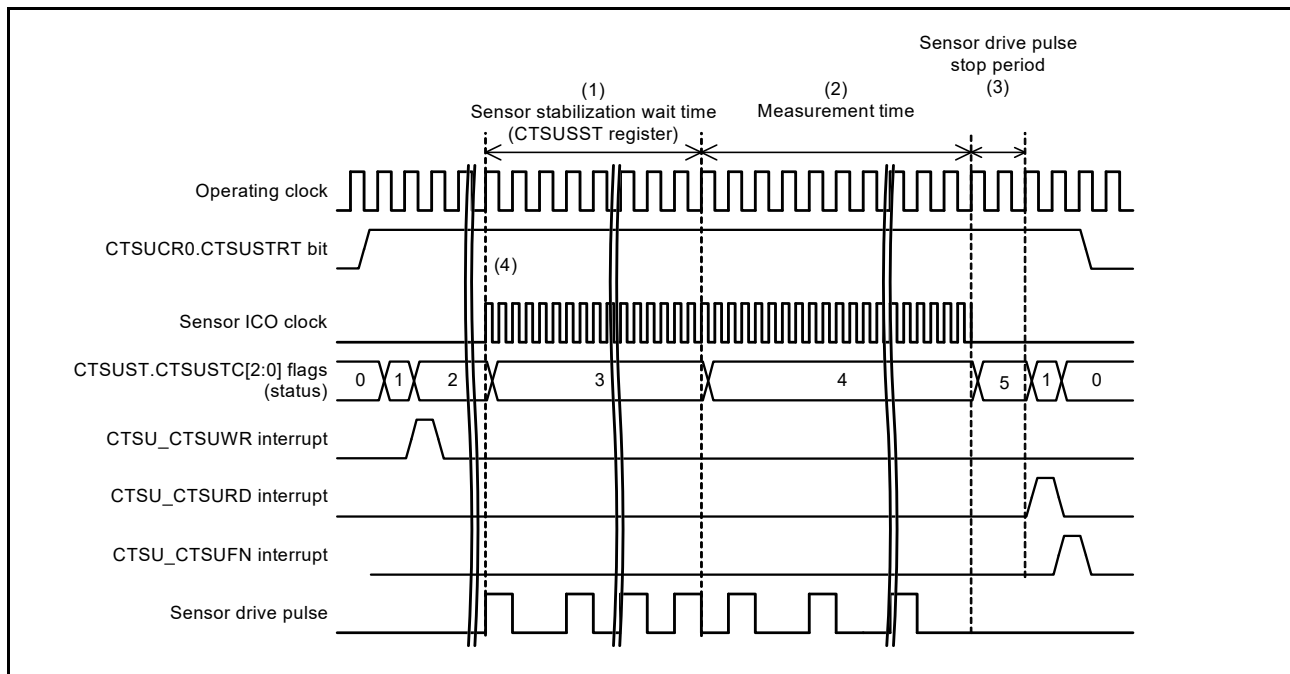 Sensor drive pulse
stop period
(3)
(1)
Sensor stabilization wait time
(CTSUSST register)
(2)
Measurement time
Operating clock
CTSUCR0.CTSUSTRT bit
(4)
Sensor ICO clock
CTSUST.CTSUSTC[2:0] flags
(status)
0 1 2 3 4 5 1 0
CTSU_CTSUWR interrupt
CTSU_CTSURD interrupt
CTSU_CTSUFN interrupt
Sensor drive pulse